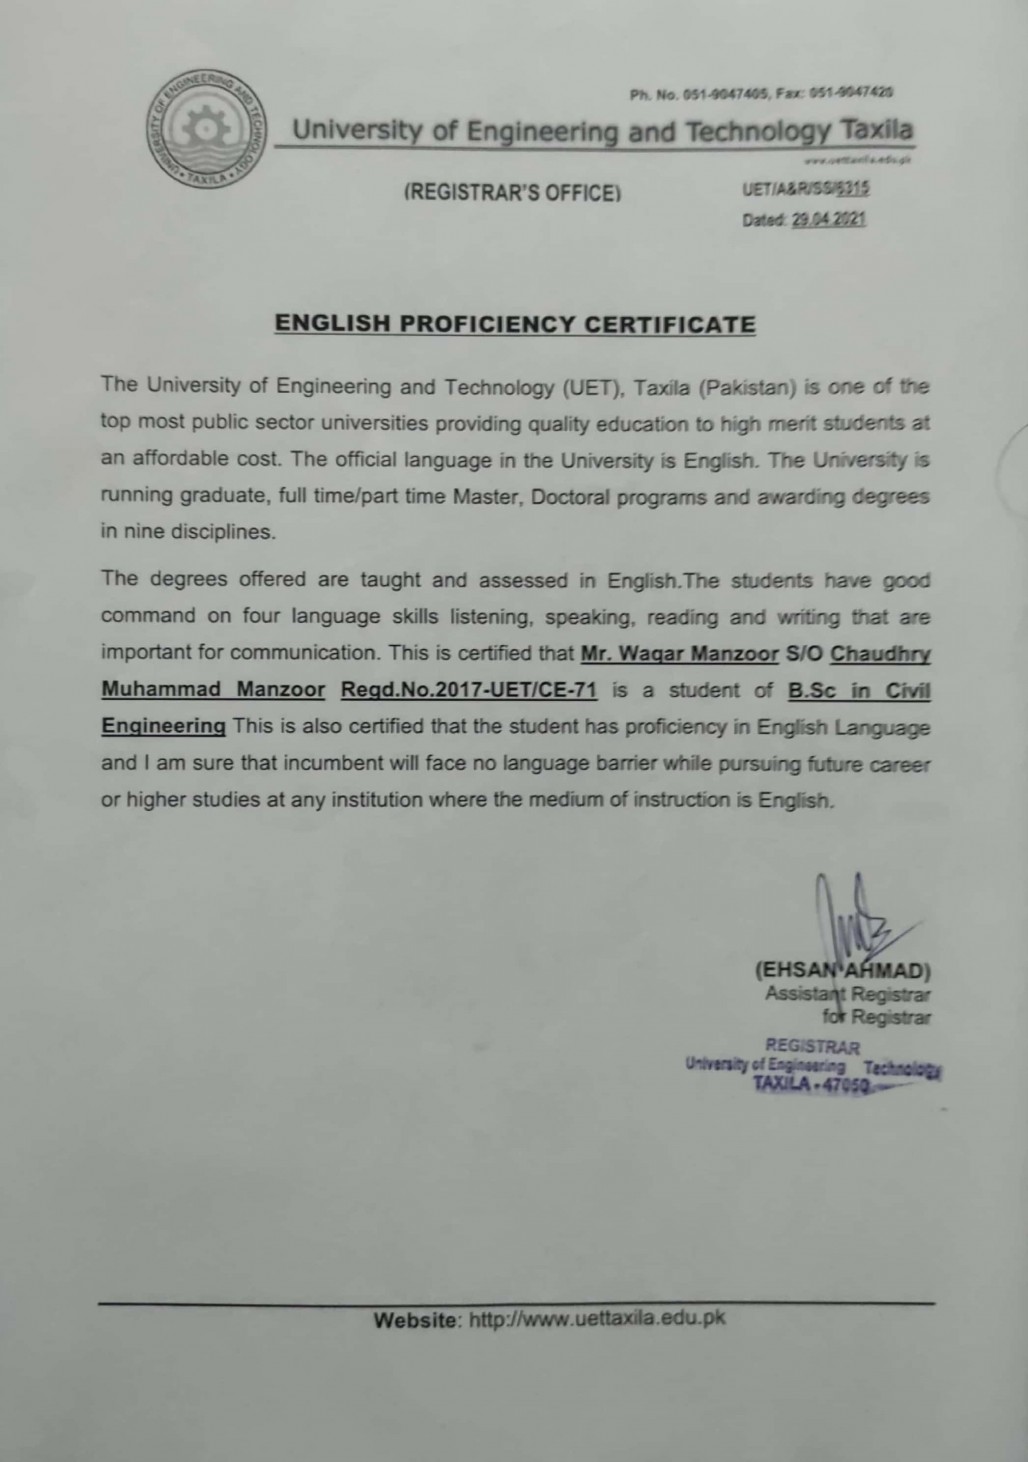 UNIVERSITY OF ENGINEERING AND TECHNOLOGY
TAXILA
Ph. No. 051-9047405, Fax: 051-9047420
University of Engineering and Technology Taxila
(REGISTRAR'S OFFICE)
UET/A&R/SS/6315
Dated: 29.04.2021
ENGLISH PROFICIENCY CERTIFICATE
The University of Engineering and Technology (UET), Taxila (Pakistan) is one of the
top most public sector universities providing quality education to high merit students at
an affordable cost. The official language in the University is English. The University is
running graduate, full time/part time Master, Doctoral programs and awarding degrees
in nine disciplines.
The degrees offered are taught and assessed in English.The students have good
command on four language skills listening, speaking, reading and writing that are
important for communication. This is certified that Mr. Waqar Manzoor S/O Chaudhry
Muhammad Manzoor Regd.No.2017-UET/CE-71 is a student of B.Sc in Civil
Engineering This is also certified that the student has proficiency in English Language
and I am sure that incumbent will face no language barrier while pursuing future career
or higher studies at any institution where the medium of instruction is English.
(EHSAN AHMAD)
Assistant Registrar
for Registrar
REGISTRAR
University of Engineering Technology
TAXILA - 47050
Website: http://www.uettaxila.edu.pk